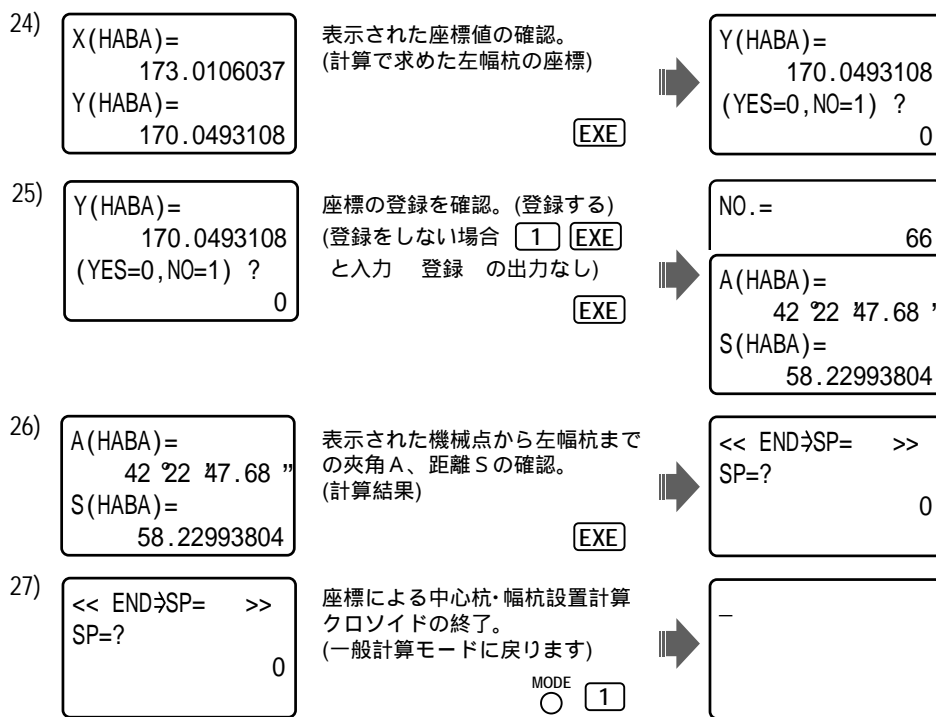 24)
X(HABA)=
173.0106037
Y(HABA)=
170.0493108
表示された座標値の確認。
(計算で求めた左幅杭の座標)
EXE
Y(HABA)=
170.0493108
(YES=0,NO=1) ?
0
25)
Y(HABA)=
170.0493108
(YES=0,NO=1) ?
0
座標の登録を確認。(登録する)
(登録をしない場合 1 EXE
と入力 登録 の出力なし)
EXE
NO.=
66
A(HABA)=
42°22'47.68"
S(HABA)=
58.22993804
26)
A(HABA)=
42°22'47.68"
S(HABA)=
58.22993804
表示された機械点から左幅杭まで
の夾角A、距離Sの確認。
(計算結果)
EXE
<< END⇒SP= >>
SP=?
0
27)
<< END⇒SP= >>
SP=?
0
座標による中心杭・幅杭設置計算
クロソイドの終了。
(一般計算モードに戻ります)
MODE
1
_